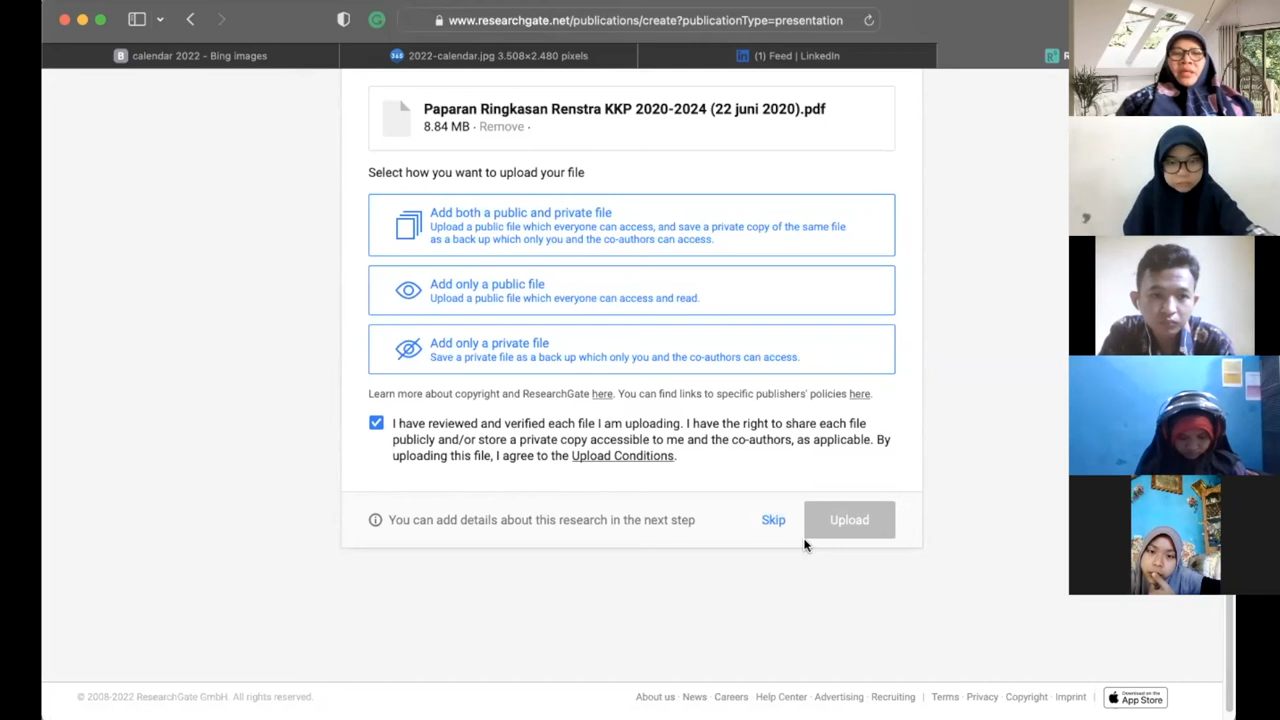 www.researchgate.net/publications/create?publicationType=presentation
calendar 2022 - Bing images
2022-calendar.jpg 3.508×2.480 pixels
(1) Feed | LinkedIn
Paparan Ringkasan Renstra KKP 2020-2024 (22 juni 2020).pdf
8.84 MB · Remove ·
Select how you want to upload your file
Add both a public and private file
Upload a public file which everyone can access, and save a private copy of the same file
as a back up which only you and the co-authors can access.
Add only a public file
Upload a public file which everyone can access and read.
Add only a private file
Save a private file as a back up which only you and the co-authors can access.
Learn more about copyright and ResearchGate here. You can find links to specific publishers' policies here.
I have reviewed and verified each file I am uploading. I have the right to share each file
publicly and/or store a private copy accessible to me and the co-authors, as applicable. By
uploading this file, I agree to the Upload Conditions.
You can add details about this research in the next step
Skip
Upload
© 2008-2022 ResearchGate GmbH. All rights reserved.
About us · News · Careers · Help Center · Advertising · Recruiting | Terms · Privacy · Copyright · Imprint |
Download on the
App Store